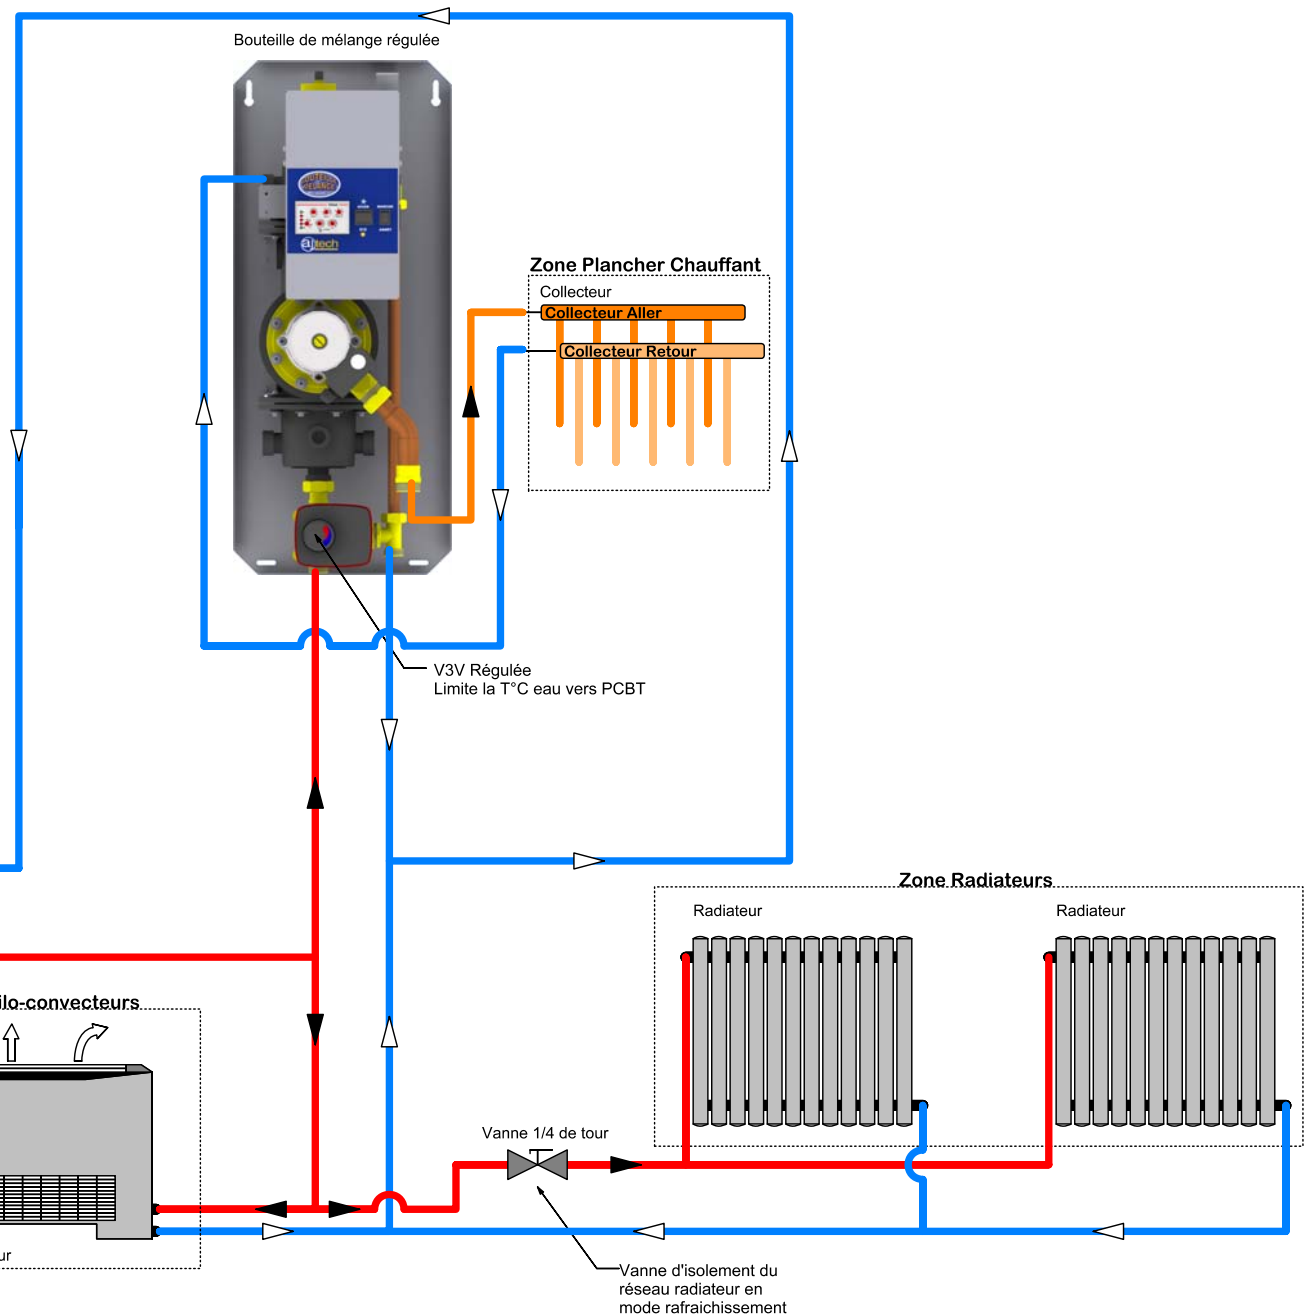 Bouteille de mélange régulée
ajtech
Zone Plancher Chauffant
Collecteur
Collecteur Aller
Collecteur Retour
V3V Régulée
Limite la T°C eau vers PCBT
Zone Radiateurs
Radiateur
Radiateur
ilo-convecteurs
Vanne 1/4 de tour
ur
Vanne d'isolement du
réseau radiateur en
mode rafraichissement